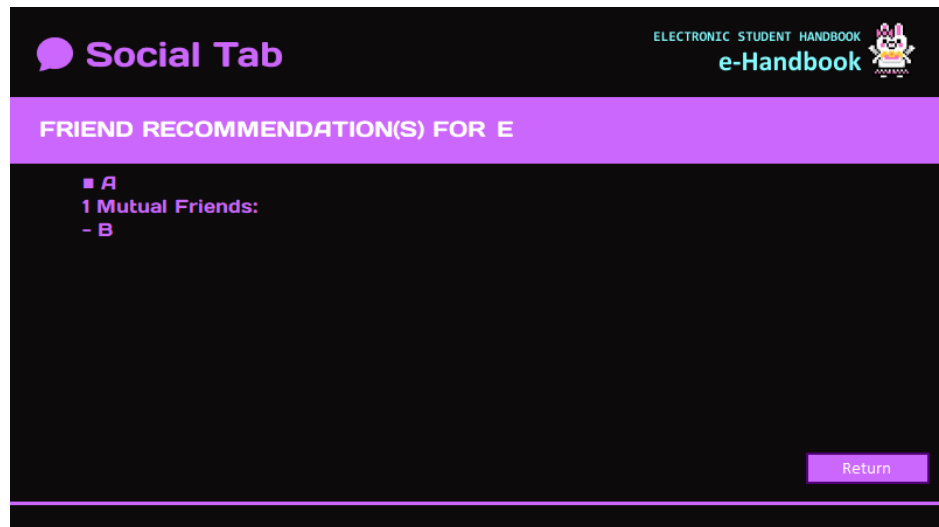 Social Tab
ELECTRONIC STUDENT HANDBOOK
e-Handbook
FRIEND RECOMMENDATION(S) FOR E
■ A
1 Mutual Friends:
- B
Return